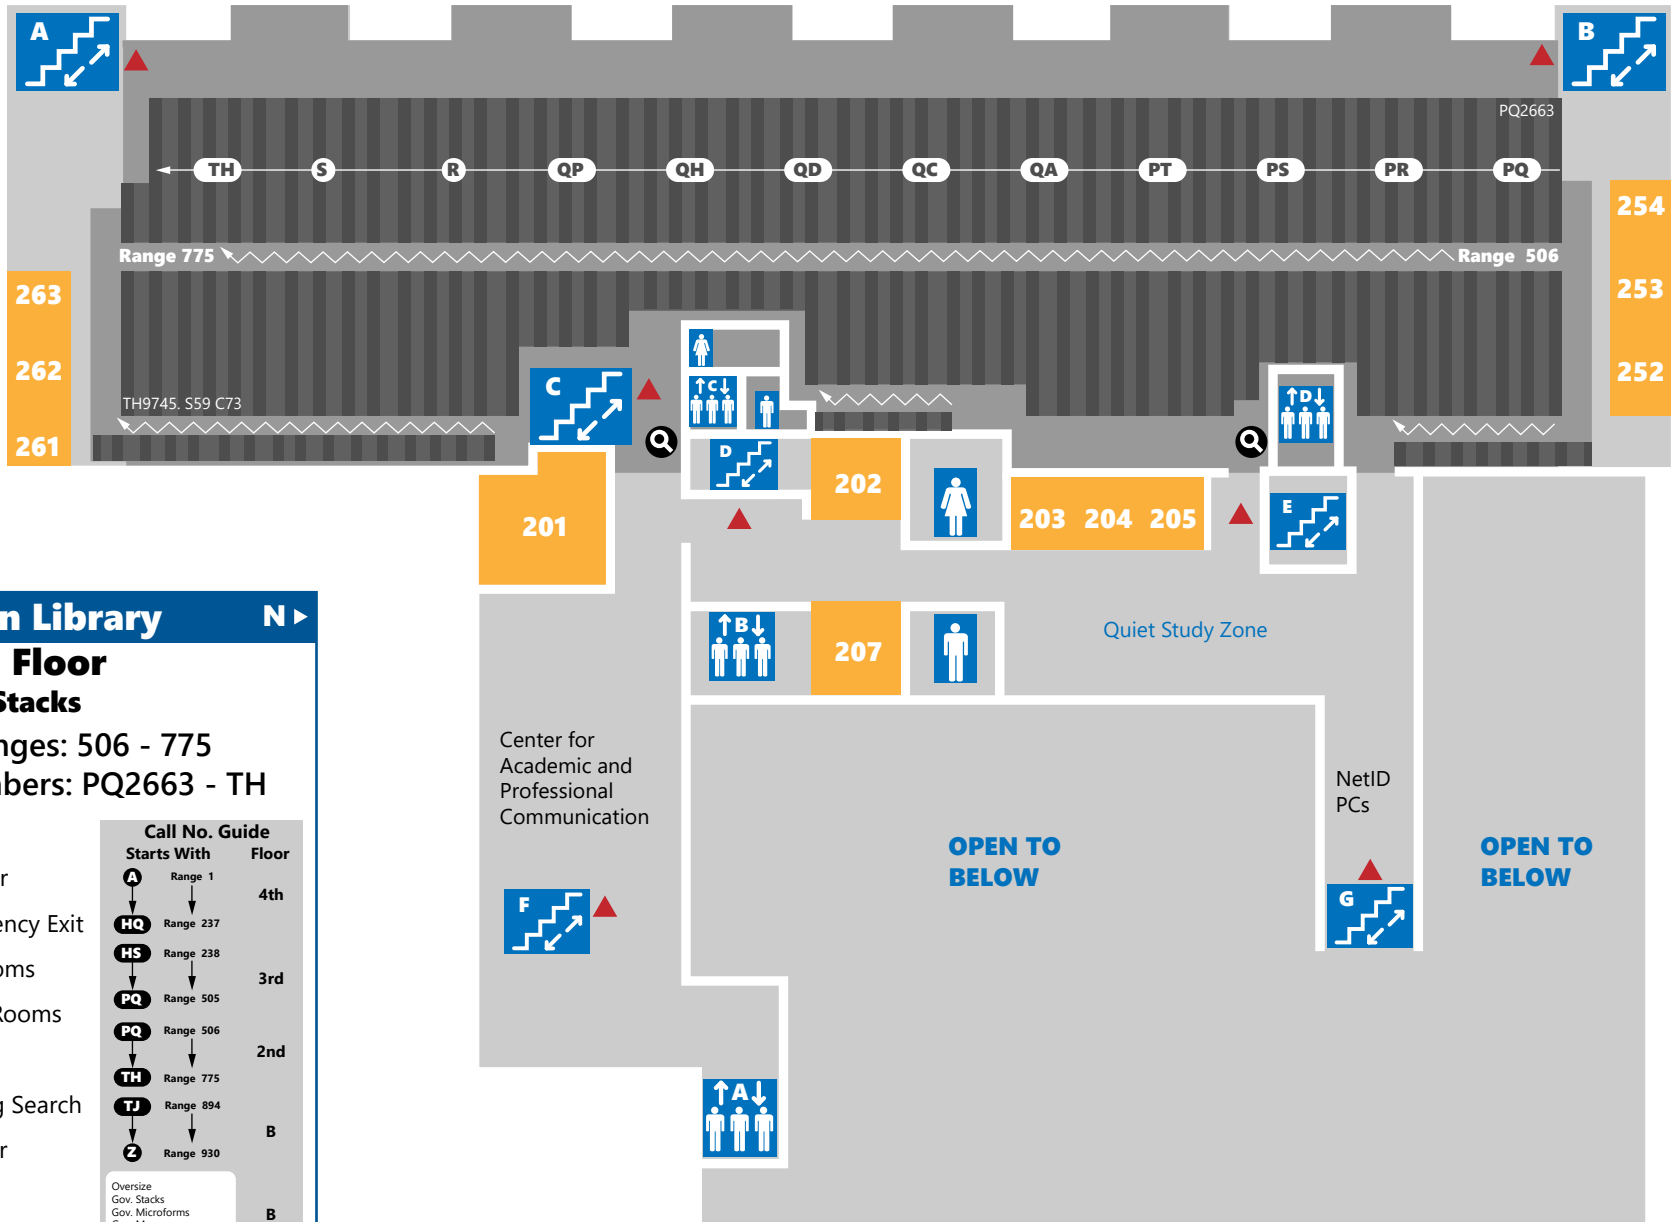 A
B
PQ2663
TH S R QP QH QD QC QA PT PS PR PQ
254
Range 775
Range 506
263
253
262
252
TH9745. S59 C73
C
C
D
261
D
202
201
203 204 205
E
n Library N
Floor
Stacks
nges: 506 - 775
nbers: PQ2663 - TH
B
207
Quiet Study Zone
Center for
Academic and
Professional
Communication
NetID
PCs
OPEN TO
BELOW
OPEN TO
BELOW
F
G
A
Call No. Guide
Starts With Floor
A Range 1
4th
HQ Range 237
HS Range 238
3rd
PQ Range 505
PQ Range 506
2nd
TH Range 775
TJ Range 894
B
Z Range 930
Oversize
Gov. Stacks
Gov. Microforms
B
r
ency Exit
oms
Rooms
g Search
r